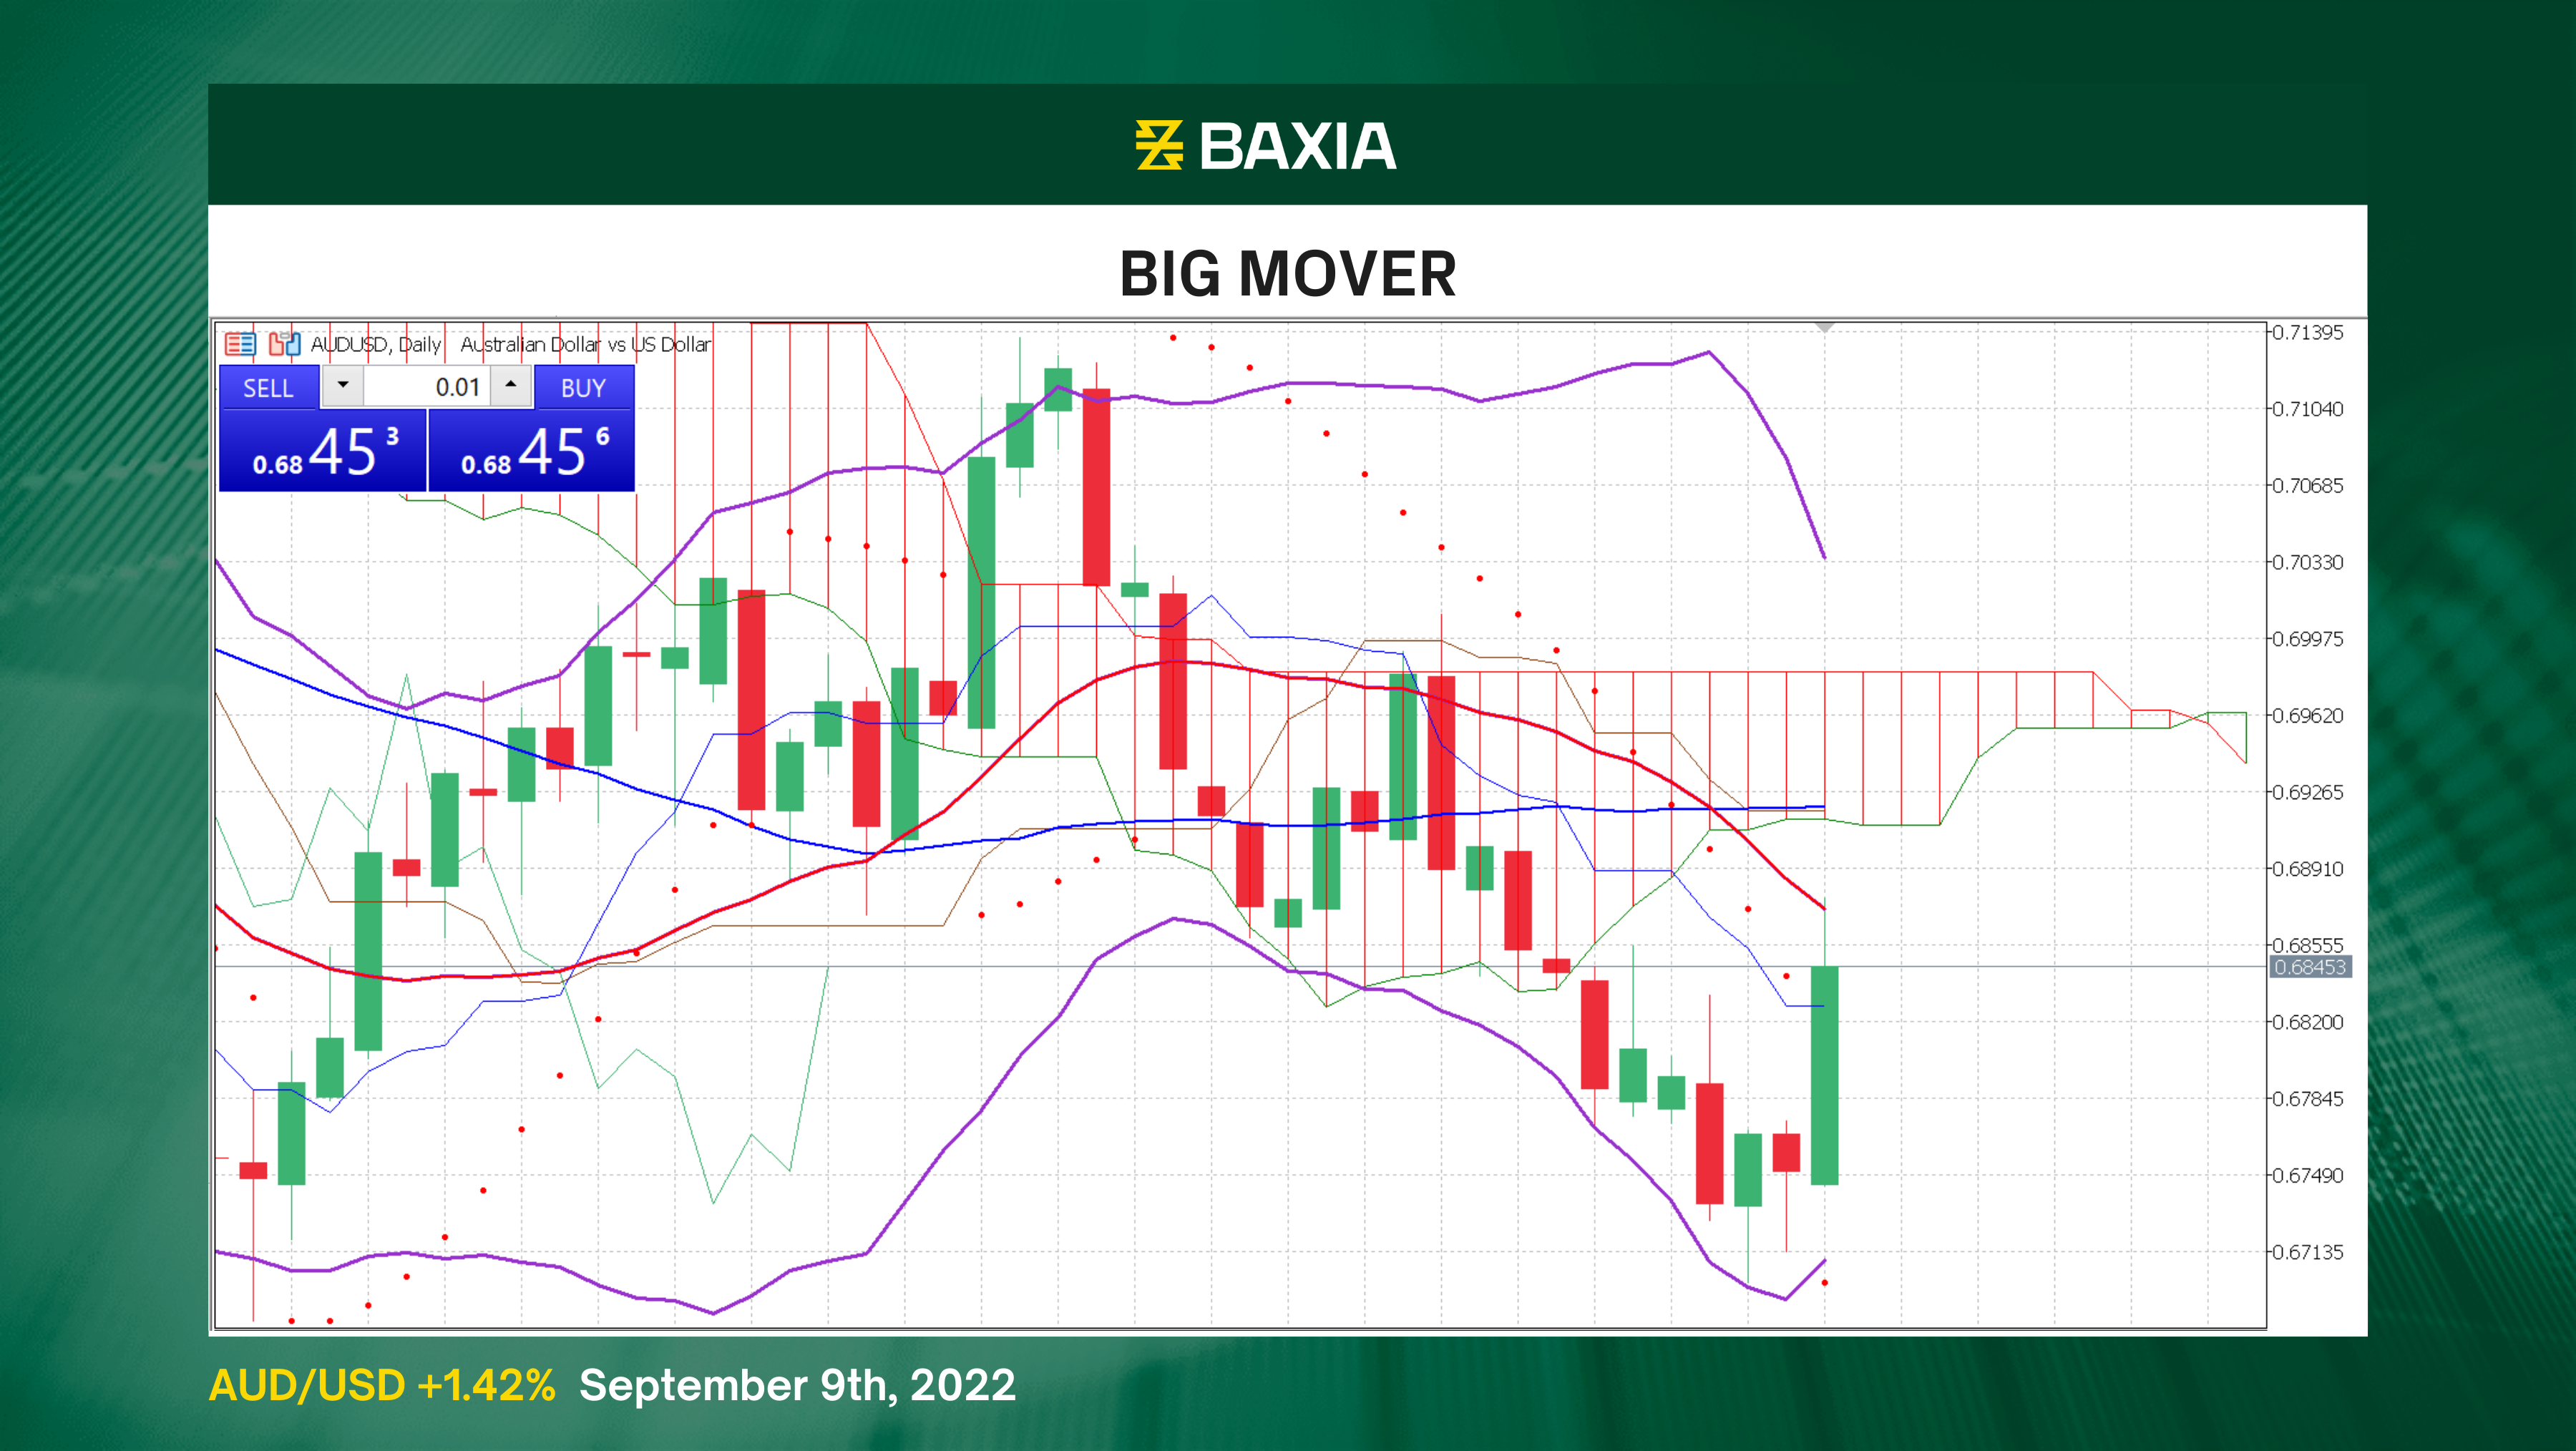 BAXIA
BIG MOVER
AUDUSD, Daily Australian Dollar vs US Dollar
SELL 0.01 BUY
0.68 45 3 0.68 45 6
0.71395
0.71040
0.70685
0.70330
0.69975
0.69620
0.69265
0.68910
0.68555
0.68453
0.68200
0.67845
0.67490
0.67135
AUD/USD +1.42% September 9th, 2022